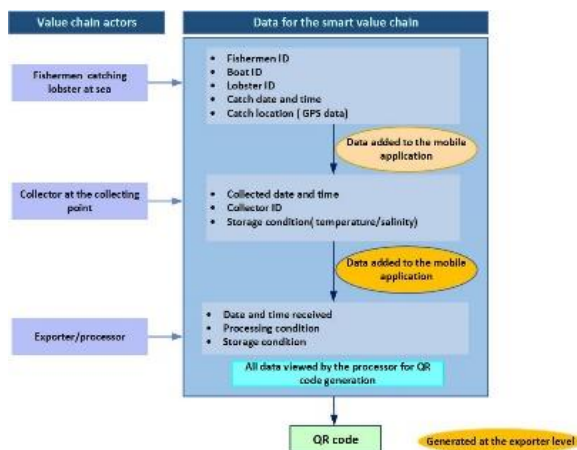 Value chain actors
Data for the smart value chain
Fishermen catching
lobster at sea
• Fishermen ID
• Boat ID
• Lobster ID
• Catch date and time
• Catch location ( GPS data)
Data added to the mobile
application
Collector at the collecting
point
• Collected date and time
• Collector ID
• Storage condition( temperature/salinity)
Data added to the mobile
application
Exporter/processor
• Date and time received
• Processing condition
• Storage condition
All data viewed by the processor for QR
code generation
QR code
Generated at the exporter level